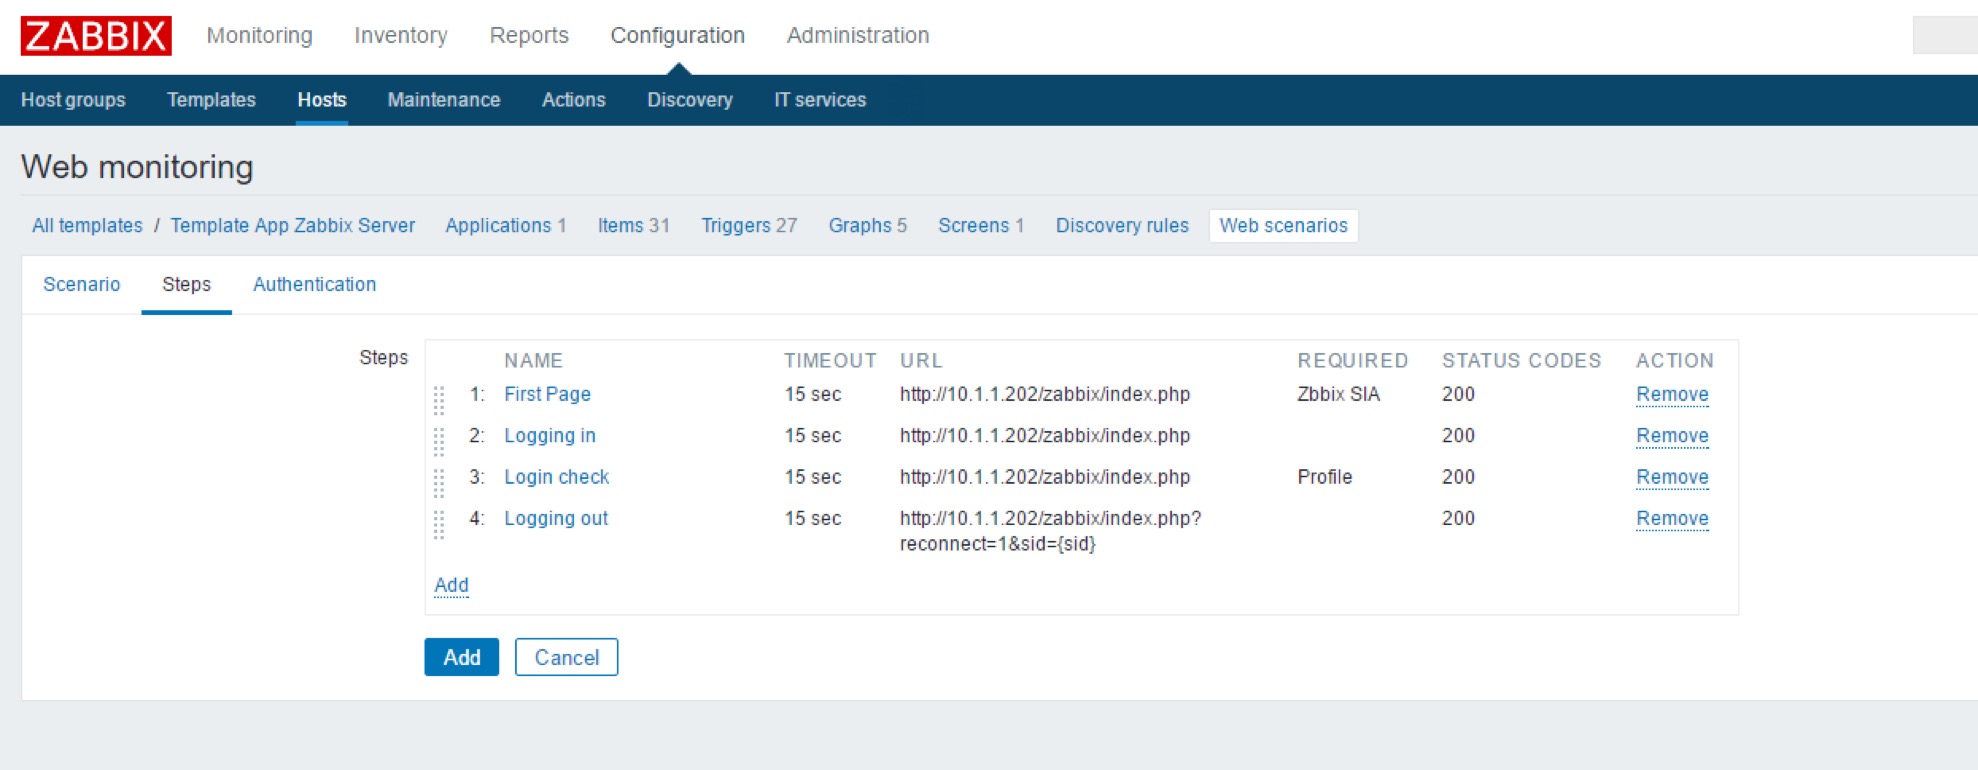 ZABBIX Monitoring Inventory Reports Configuration Administration
Host groups Templates Hosts Maintenance Actions Discovery IT services
Web monitoring
All templates / Template App Zabbix Server Applications 1 Items 31 Triggers 27 Graphs 5 Screens 1 Discovery rules Web scenarios
Scenario Steps Authentication
Steps NAME TIMEOUT URL REQUIRED STATUS CODES ACTION
1: First Page 15 sec http://10.1.1.202/zabbix/index.php Zbbix SIA 200 Remove
2: Logging in 15 sec http://10.1.1.202/zabbix/index.php 200 Remove
3: Login check 15 sec http://10.1.1.202/zabbix/index.php Profile 200 Remove
4: Logging out 15 sec http://10.1.1.202/zabbix/index.php? 200 Remove
reconnect=1&sid={sid}
Add
Add Cancel